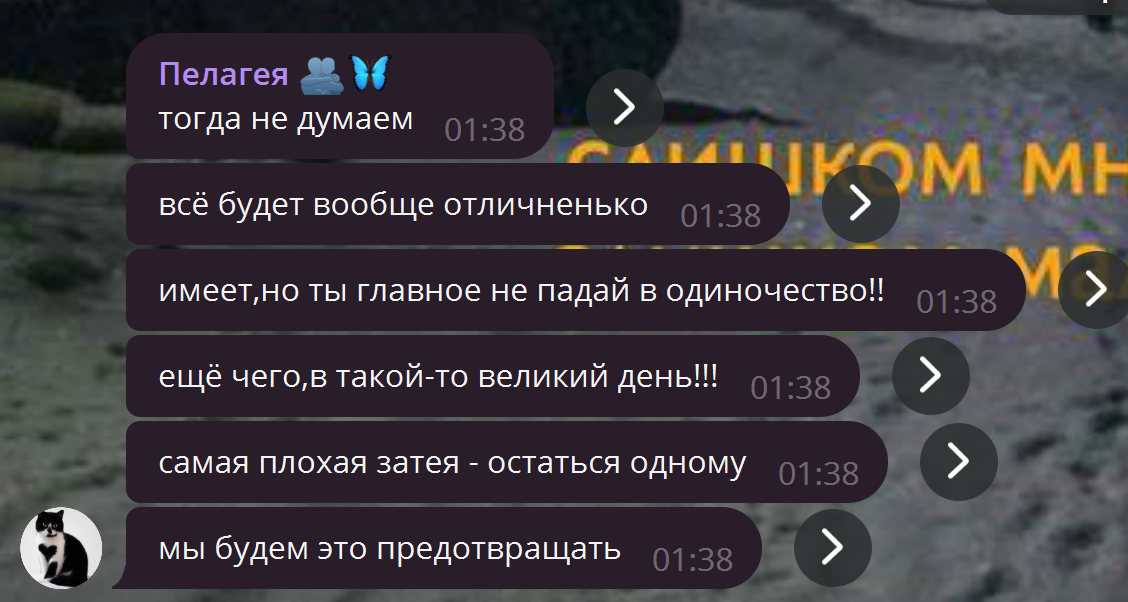 Пелагея 🫂🦋
тогда не думаем 01:38
всё будет вообще отличненько 01:38
имеет,но ты главное не падай в одиночество!! 01:38
ещё чего,в такой-то великий день!!! 01:38
самая плохая затея - остаться одному 01:38
мы будем это предотвращать 01:38
слишком